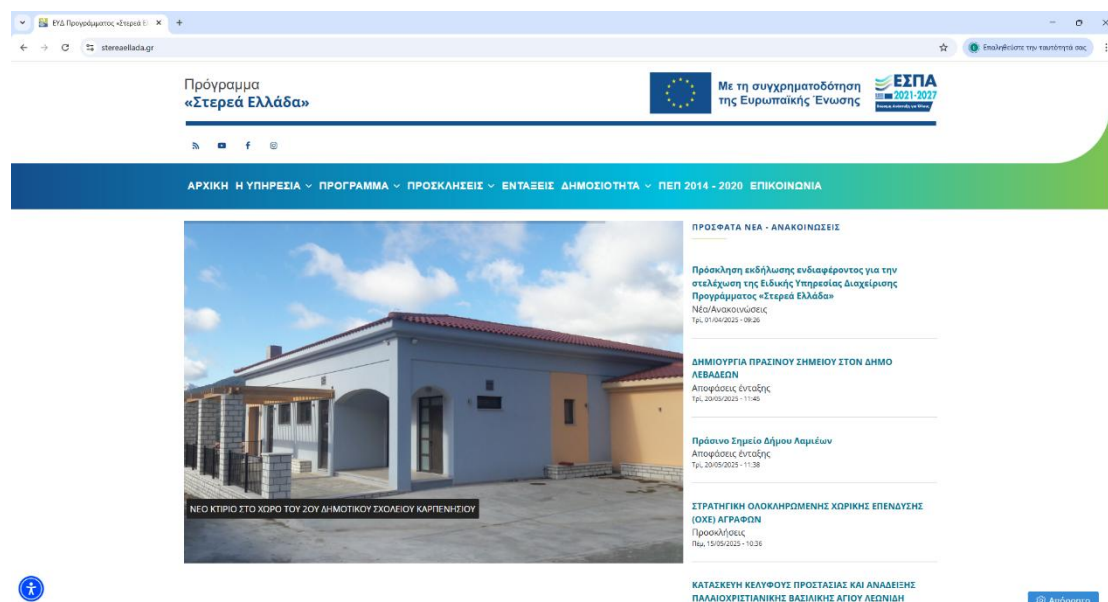 ΕΥΔ Προγράμματος «Στερεά Ε
stereaellada.gr
Επαληθεύστε την ταυτότητά σας
Πρόγραμμα
«Στερεά Ελλάδα»
Με τη συγχρηματοδότηση
της Ευρωπαϊκής Ένωσης
ΕΣΠΑ
2021-2027
ΑΡΧΙΚΗ Η ΥΠΗΡΕΣΙΑ ΠΡΟΓΡΑΜΜΑ ΠΡΟΣΚΛΗΣΕΙΣ ΕΝΤΑΞΕΙΣ ΔΗΜΟΣΙΟΤΗΤΑ ΠΕΠ 2014 - 2020 ΕΠΙΚΟΙΝΩΝΙΑ
ΝΕΟ ΚΤΙΡΙΟ ΣΤΟ ΧΩΡΟ ΤΟΥ 2ΟΥ ΔΗΜΟΤΙΚΟΥ ΣΧΟΛΕΙΟΥ ΚΑΡΠΕΝΗΣΙΟΥ
ΠΡΟΣΦΑΤΑ ΝΕΑ - ΑΝΑΚΟΙΝΩΣΕΙΣ
Πρόσκληση εκδήλωσης ενδιαφέροντος για την
στελέχωση της Ειδικής Υπηρεσίας Διαχείρισης
Προγράμματος «Στερεά Ελλάδα»
Νέα/Ανακοινώσεις
Τρί, 01/04/2025 - 09:26
ΔΗΜΙΟΥΡΓΙΑ ΠΡΑΣΙΝΟΥ ΣΗΜΕΙΟΥ ΣΤΟΝ ΔΗΜΟ
ΛΕΒΑΔΕΩΝ
Αποφάσεις ένταξης
Τρί, 20/05/2025 - 11:45
Πράσινο Σημείο Δήμου Λαμιέων
Αποφάσεις ένταξης
Τρί, 20/05/2025 - 11:38
ΣΤΡΑΤΗΓΙΚΗ ΟΛΟΚΛΗΡΩΜΕΝΗΣ ΧΩΡΙΚΗΣ ΕΠΕΝΔΥΣΗΣ
(ΟΧΕ) ΑΓΡΑΦΩΝ
Προσκλήσεις
Πέμ, 15/05/2025 - 10:36
ΚΑΤΑΣΚΕΥΗ ΚΕΛΥΦΟΥΣ ΠΡΟΣΤΑΣΙΑΣ ΚΑΙ ΑΝΑΔΕΙΞΗΣ
ΠΑΛΑΙΟΧΡΙΣΤΙΑΝΙΚΗΣ ΒΑΣΙΛΙΚΗΣ ΑΓΙΟΥ ΛΕΩΝΙΔΗ
Απόρρητο